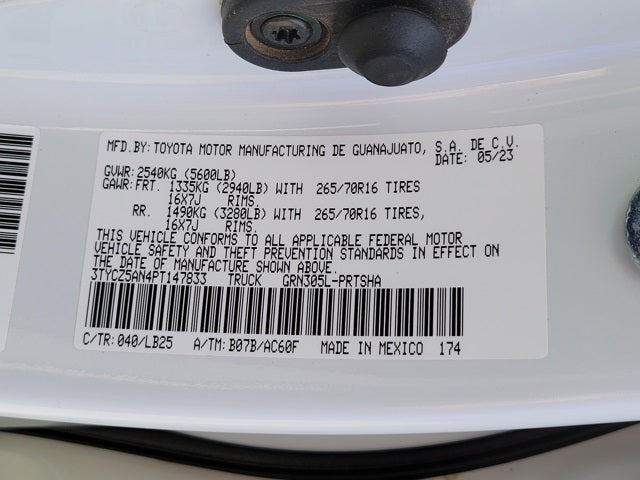 MFD.BY:TOYOTA MOTOR MANUFACTURING DE GUANAJUATO, S.A. DE C.V.
DATE: 05/23
GVWR:2540KG (5600LB)
GAWR:FRT. 1335KG (2940LB) WITH 265/70R16 TIRES
16X7J RIMS.
RR. 1490KG (3280LB) WITH 265/70R16 TIRES,
16X7J RIMS.
THIS VEHICLE CONFORMS TO ALL APPLICABLE FEDERAL MOTOR
VEHICLE SAFETY AND THEFT PREVENTION STANDARDS IN EFFECT ON
THE DATE OF MANUFACTURE SHOWN ABOVE.
3TYCZ5AN4PT147833 TRUCK GRN305L-PRTSHA
C/TR:040/LB25 A/TM:B07B/AC60F MADE IN MEXICO 174